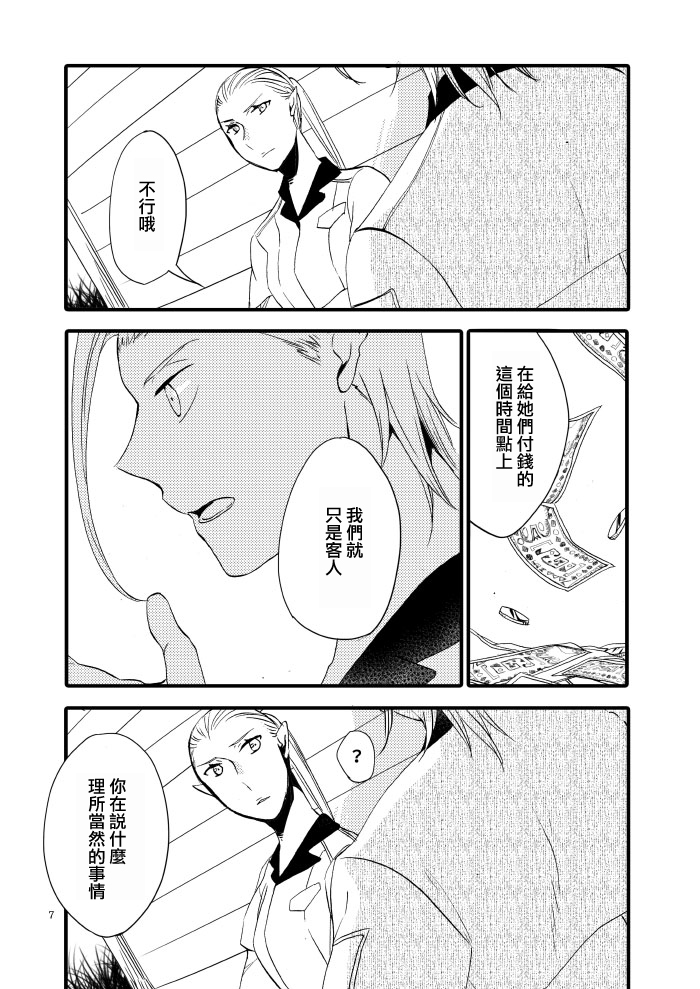 不行哦
在給她們付錢的
這個時間點上
我們就
只是客人
？
你在説什麼
理所當然的事情
7